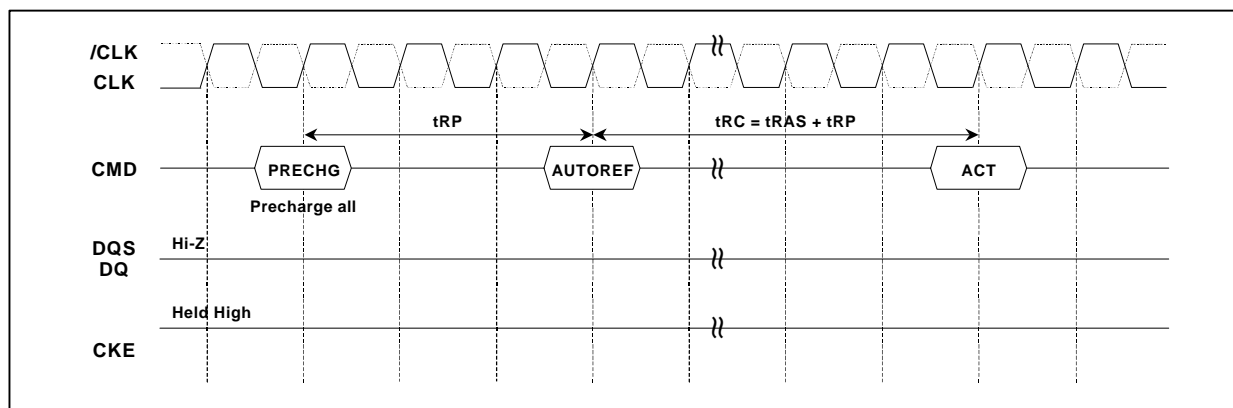 /CLK
CLK
tRP
tRC = tRAS + tRP
CMD
PRECHG
AUTOREF
ACT
Precharge all
DQS
DQ
Hi-Z
Held High
CKE